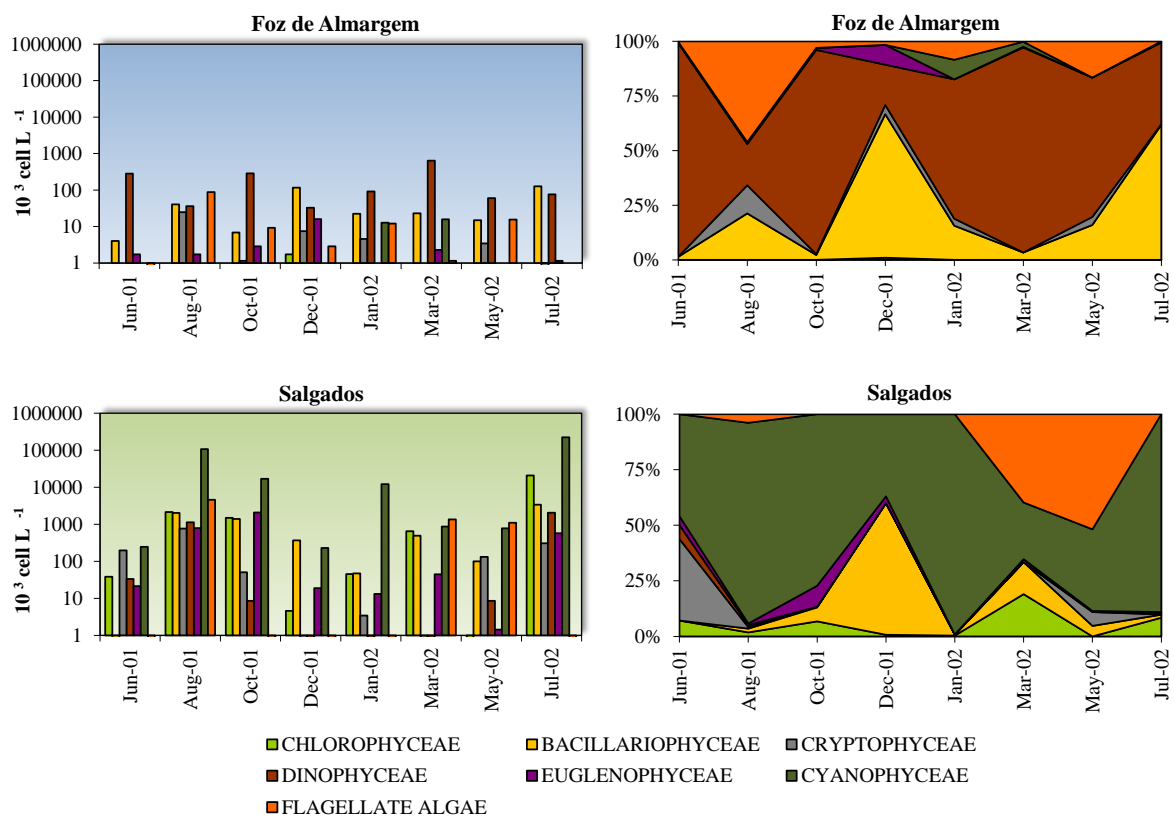 Foz de Almargem
1000000
100000
10000
1000
100
10
1
10 ³ cell L ⁻¹
Jun-01
Aug-01
Oct-01
Dec-01
Jan-02
Mar-02
May-02
Jul-02
Foz de Almargem
100%
75%
50%
25%
0%
Jun-01
Aug-01
Oct-01
Dec-01
Jan-02
Mar-02
May-02
Jul-02
Salgados
1000000
100000
10000
1000
100
10
1
10 ³ cell L ⁻¹
Jun-01
Aug-01
Oct-01
Dec-01
Jan-02
Mar-02
May-02
Jul-02
Salgados
100%
75%
50%
25%
0%
Jun-01
Aug-01
Oct-01
Dec-01
Jan-02
Mar-02
May-02
Jul-02
CHLOROPHYCEAE BACILLARIOPHYCEAE CRYPTOPHYCEAE
DINOPHYCEAE EUGLENOPHYCEAE CYANOPHYCEAE
FLAGELLATE ALGAE